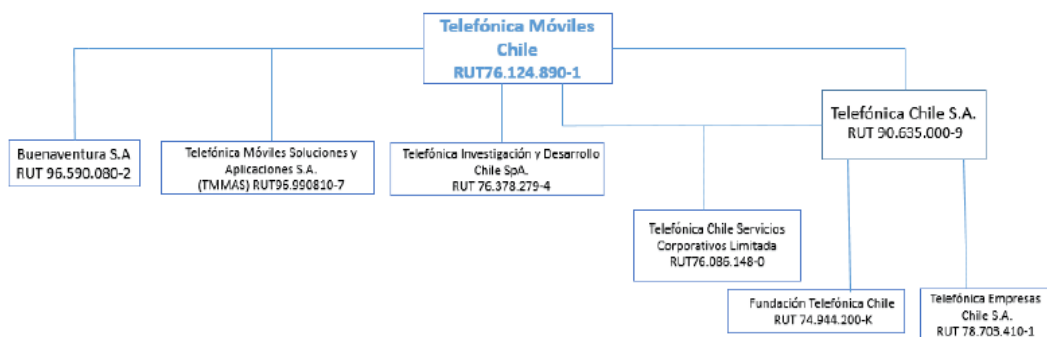 Telefónica Móviles
Chile
RUT76.124.890-1
Telefónica Chile S.A.
RUT 90.635.000-9
Buenaventura S.A
RUT 96.590.080-2
Telefónica Móviles Soluciones y
Aplicaciones S.A.
(TMMAS) RUT96.990810-7
Telefónica Investigación y Desarrollo
Chile SpA.
RUT 76.378.279-4
Telefónica Chile Servicios
Corporativos Limitada
RUT76.086.148-0
Fundación Telefónica Chile
RUT 74.944.200-K
Telefónica Empresas
Chile S.A.
RUT 78.703.410-1